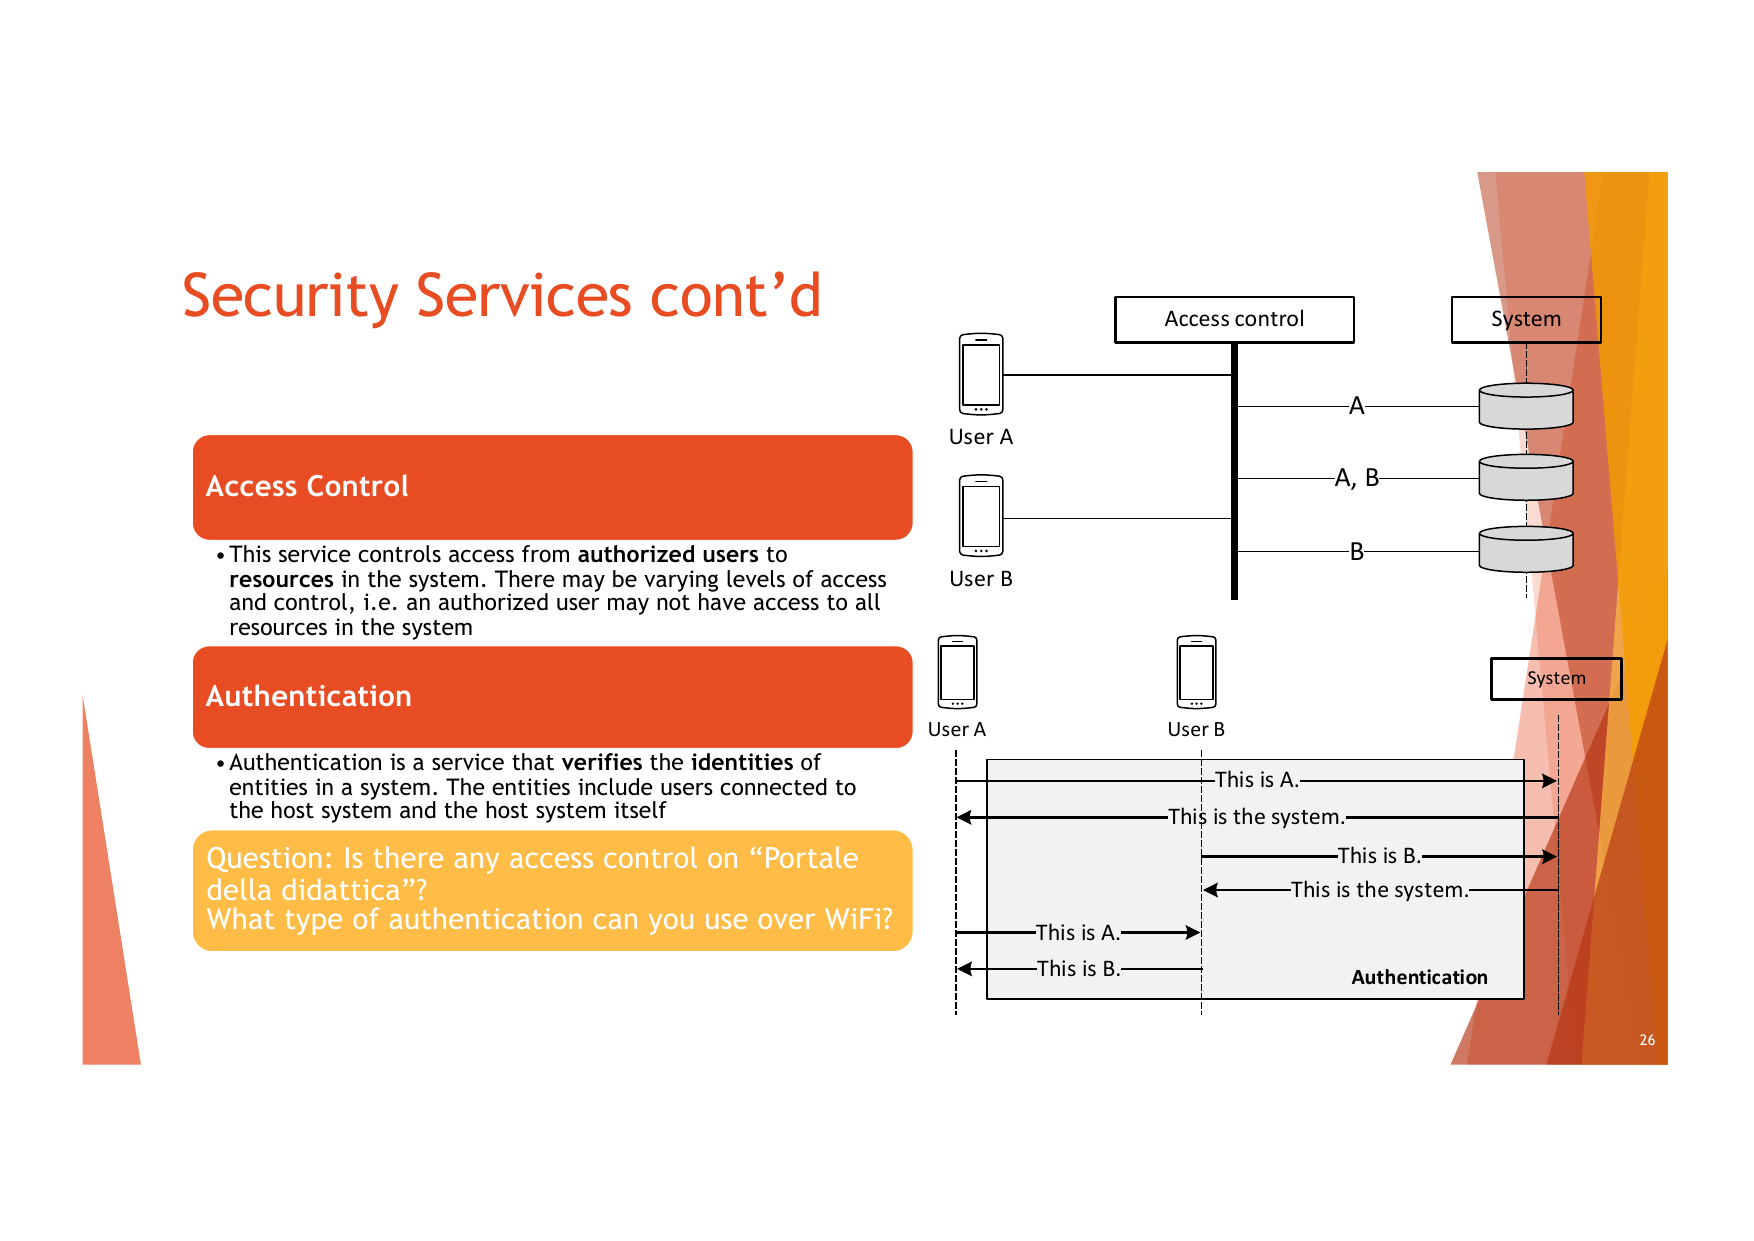 Security Services cont’d
Access Control
• This service controls access from authorized users to
resources in the system. There may be varying levels of access
and control, i.e. an authorized user may not have access to all
resources in the system
Authentication
• Authentication is a service that verifies the identities of
entities in a system. The entities include users connected to
the host system and the host system itself
Question: Is there any access control on “Portale
della didattica”?
What type of authentication can you use over WiFi?
Access control
System
User A
User B
A
A, B
B
User A
User B
System
This is A.
This is the system.
This is B.
This is the system.
This is A.
This is B.
Authentication
26